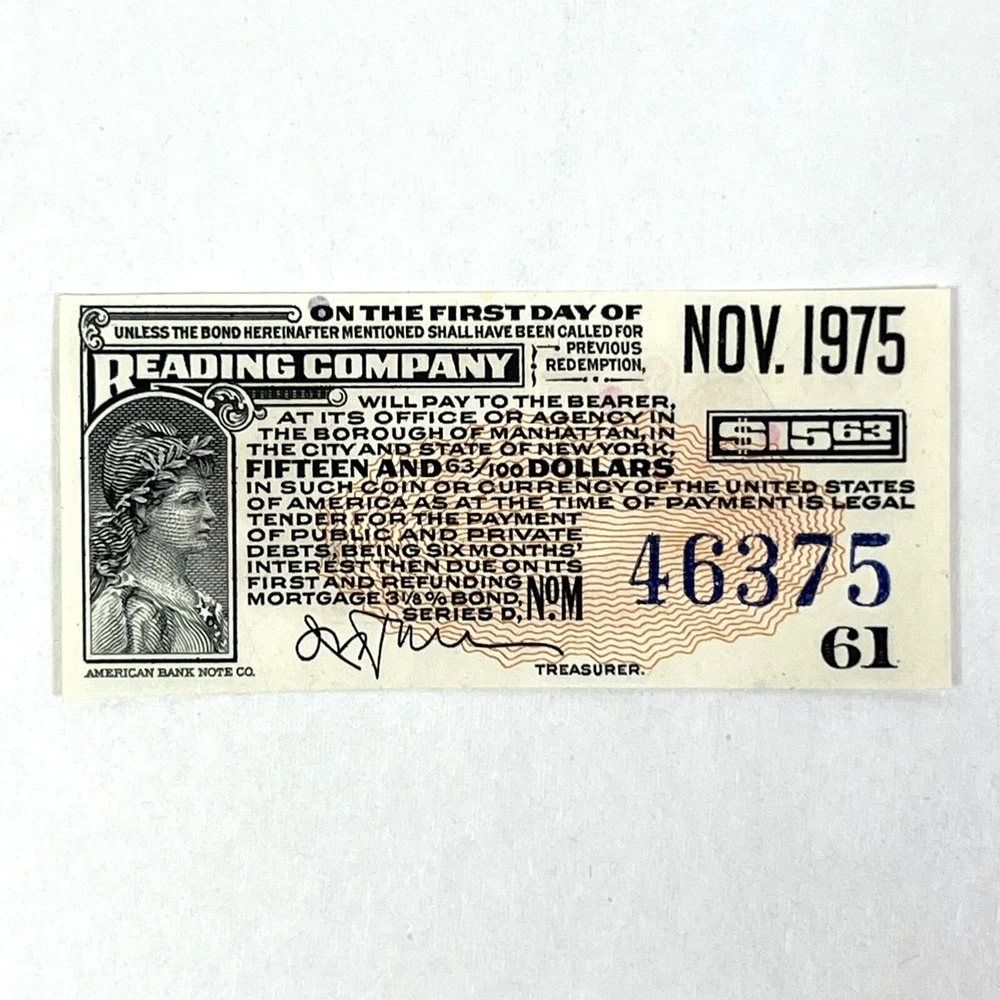 ON THE FIRST DAY OF
UNLESS THE BOND HEREINAFTER MENTIONED SHALL HAVE BEEN CALLED FOR
PREVIOUS
REDEMPTION,
READING COMPANY
NOV. 1975
WILL PAY TO THE BEARER,
AT ITS OFFICE OR AGENCY IN
THE BOROUGH OF MANHATTAN, IN
THE CITY AND STATE OF NEW YORK,
FIFTEEN AND 63/100 DOLLARS
$1563
IN SUCH COIN OR CURRENCY OF THE UNITED STATES
OF AMERICA AS AT THE TIME OF PAYMENT IS LEGAL
TENDER FOR THE PAYMENT
OF PUBLIC AND PRIVATE
DEBTS, BEING SIX MONTHS'
INTEREST THEN DUE ON ITS
FIRST AND REFUNDING
MORTGAGE 3 1/8 % BOND,
SERIES D, No. M
46375
61
TREASURER.
AMERICAN BANK NOTE CO.